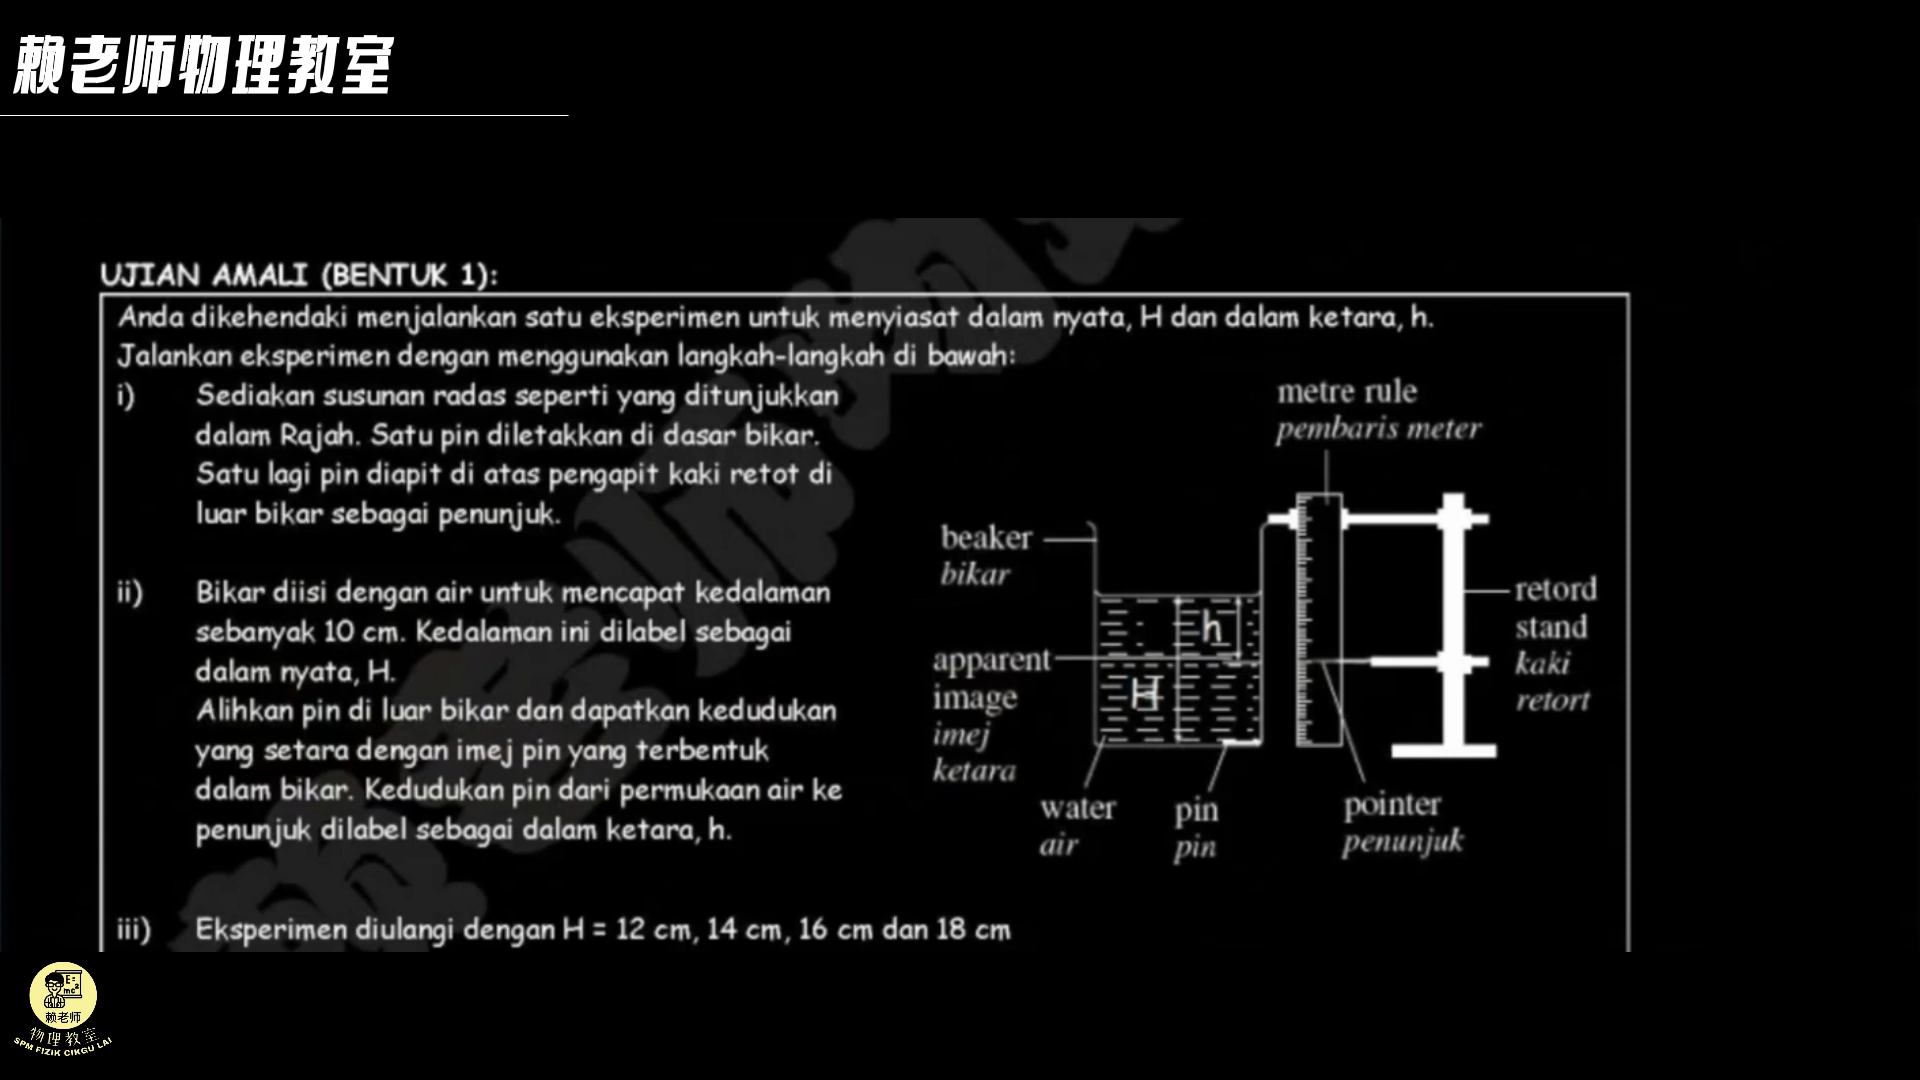 赖老师物理教室
UJIAN AMALI (BENTUK 1):
Anda dikehendaki menjalankan satu eksperimen untuk menyiasat dalam nyata, H dan dalam ketara, h.
Jalankan eksperimen dengan menggunakan langkah-langkah di bawah:
i) Sediakan susunan radas seperti yang ditunjukkan
dalam Rajah. Satu pin diletakkan di dasar bikar.
Satu lagi pin diapit di atas pengapit kaki retot di
luar bikar sebagai penunjuk.
ii) Bikar diisi dengan air untuk mencapat kedalaman
sebanyak 10 cm. Kedalaman ini dilabel sebagai
dalam nyata, H.
Alihkan pin di luar bikar dan dapatkan kedudukan
yang setara dengan imej pin yang terbentuk
dalam bikar. Kedudukan pin dari permukaan air ke
penunjuk dilabel sebagai dalam ketara, h.
iii) Eksperimen diulangi dengan H = 12 cm, 14 cm, 16 cm dan 18 cm
metre rule
pembaris meter
beaker
bikar
retord
stand
kaki
retort
h
H
apparent
image
imej
ketara
water
air
pin
pin
pointer
penunjuk
E=
mc²
赖老师
物理教室
SPM FIZIK CIKGU LAI